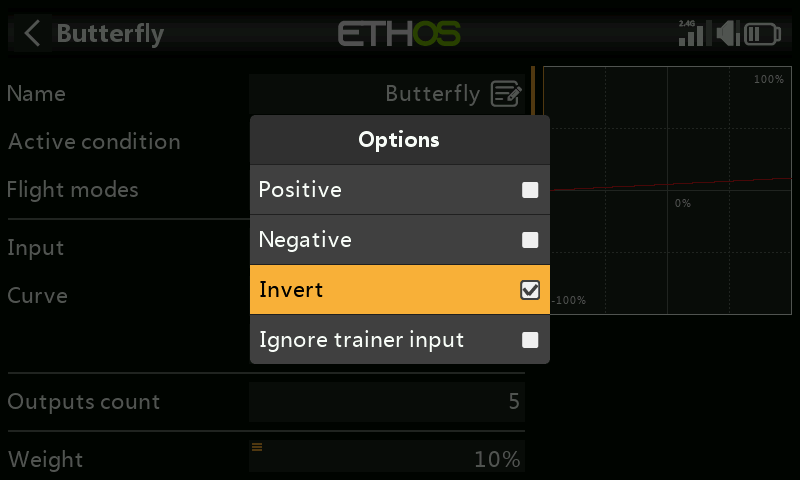 Butterfly
ETHOS
2.4G
Name
Butterfly
100%
Active condition
Options
Flight modes
Positive
0%
Input
Negative
Curve
Invert
-100%
Ignore trainer input
Outputs count
5
Weight
10%